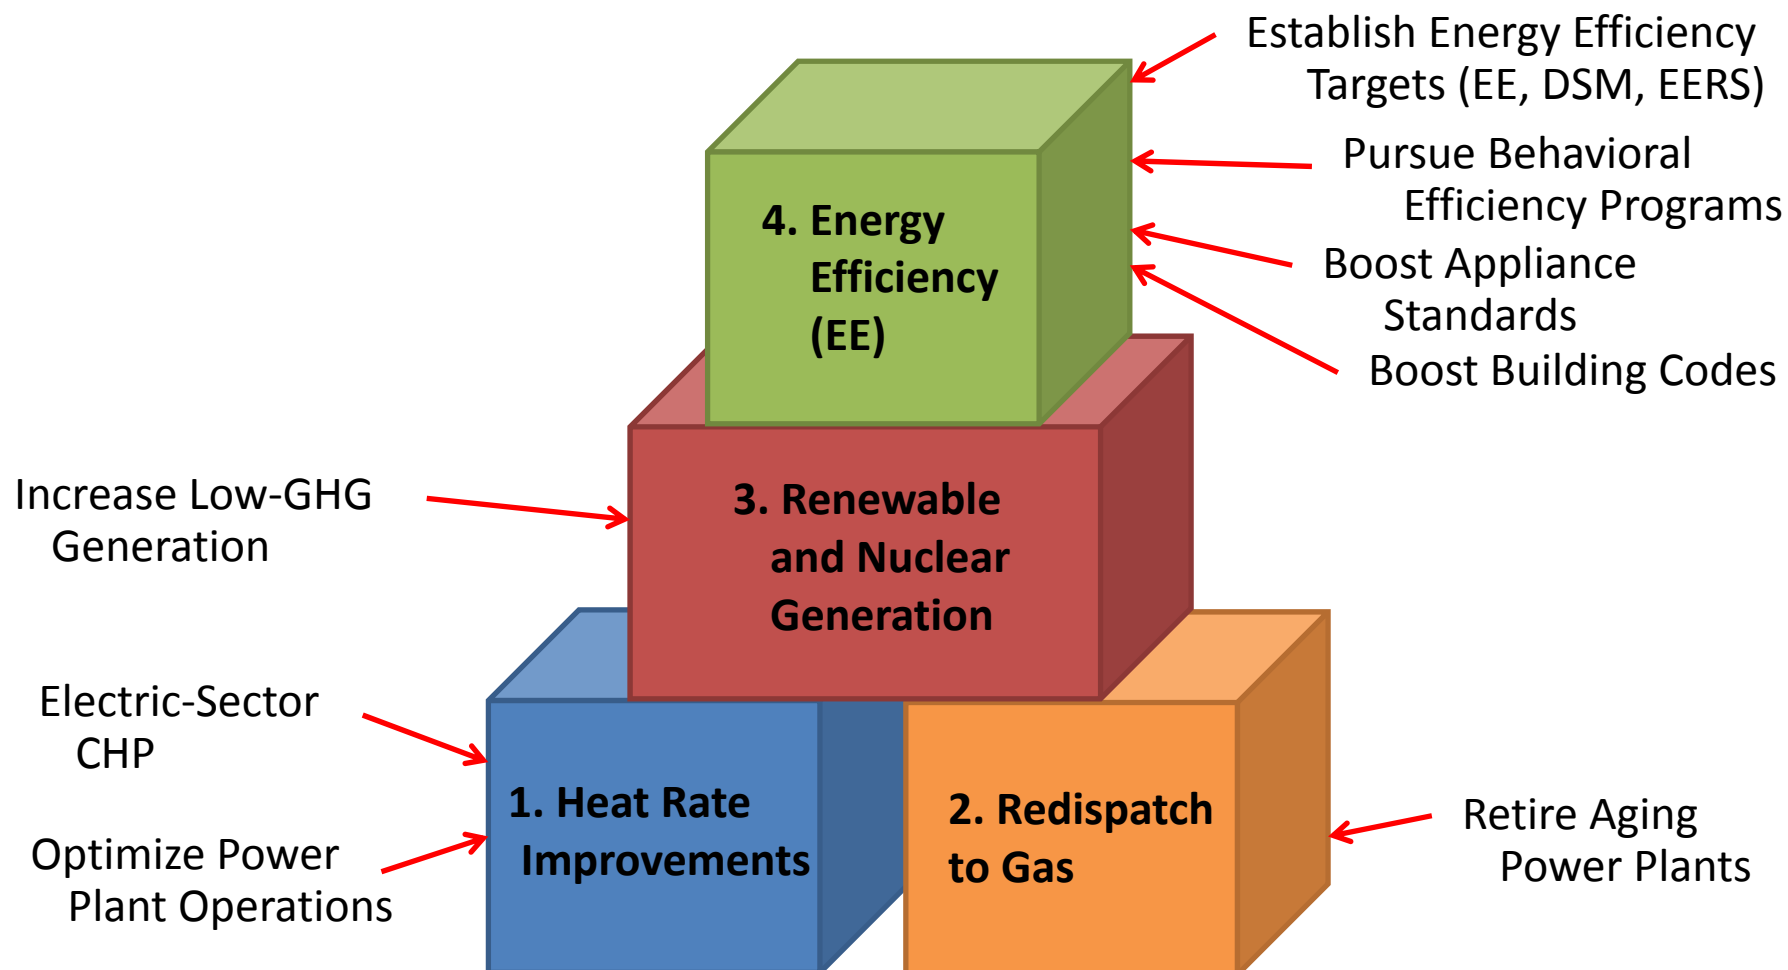 Establish Energy Efficiency
Targets (EE, DSM, EERS)
Pursue Behavioral
Efficiency Programs
Boost Appliance
Standards
Boost Building Codes
4. Energy
Efficiency
(EE)
Increase Low-GHG
Generation
3. Renewable
and Nuclear
Generation
Electric-Sector
CHP
Optimize Power
Plant Operations
1. Heat Rate
Improvements
2. Redispatch
to Gas
Retire Aging
Power Plants